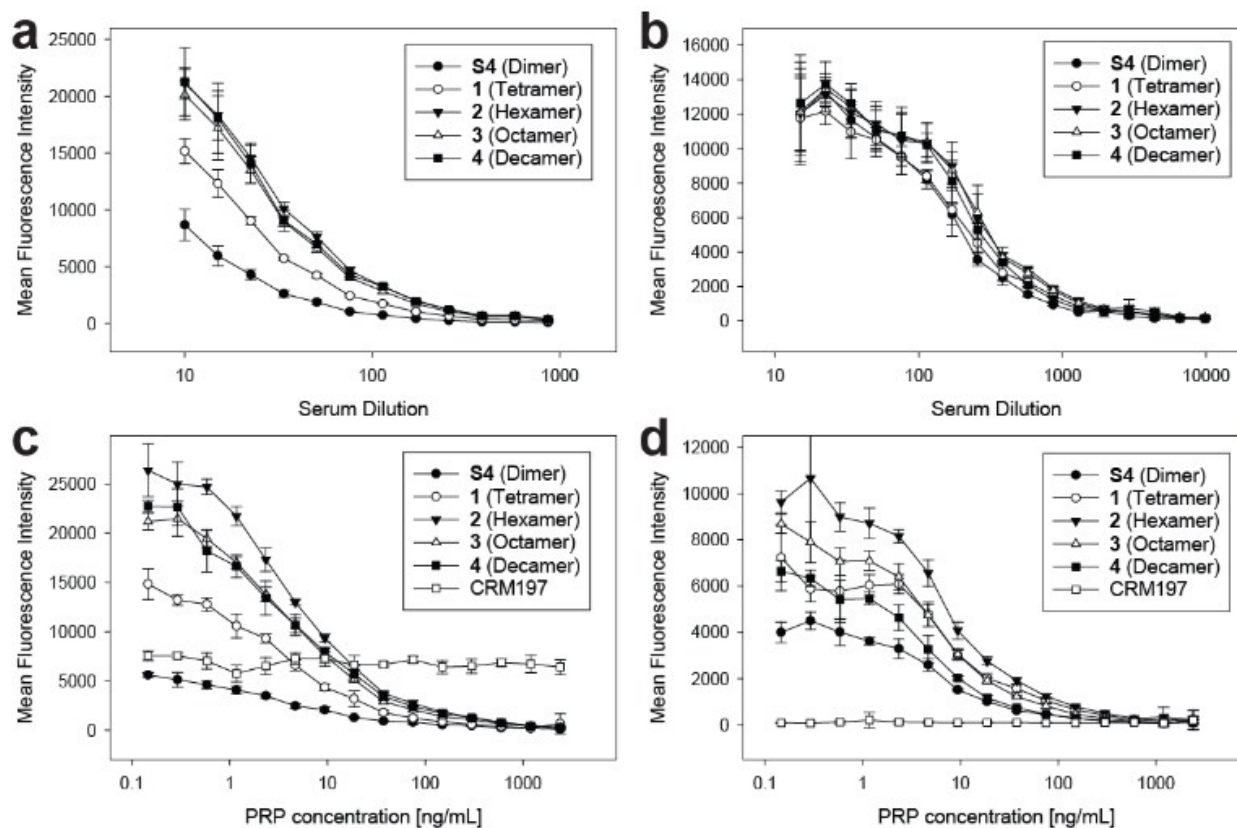 a
25000
20000
15000
10000
5000
0
Mean Fluorescence Intensity
10
100
1000
Serum Dilution
S4 (Dimer)
1 (Tetramer)
2 (Hexamer)
3 (Octamer)
4 (Decamer)
b
16000
14000
12000
10000
8000
6000
4000
2000
0
Mean Fluroescence Intensity
10
100
1000
10000
Serum Dilution
S4 (Dimer)
1 (Tetramer)
2 (Hexamer)
3 (Octamer)
4 (Decamer)
c
25000
20000
15000
10000
5000
0
Mean Fluorescence Intensity
0.1
1
10
100
1000
PRP concentration [ng/mL]
S4 (Dimer)
1 (Tetramer)
2 (Hexamer)
3 (Octamer)
4 (Decamer)
CRM197
d
12000
10000
8000
6000
4000
2000
0
Mean Fluorescence Intensity
0.1
1
10
100
1000
PRP concentration [ng/mL]
S4 (Dimer)
1 (Tetramer)
2 (Hexamer)
3 (Octamer)
4 (Decamer)
CRM197